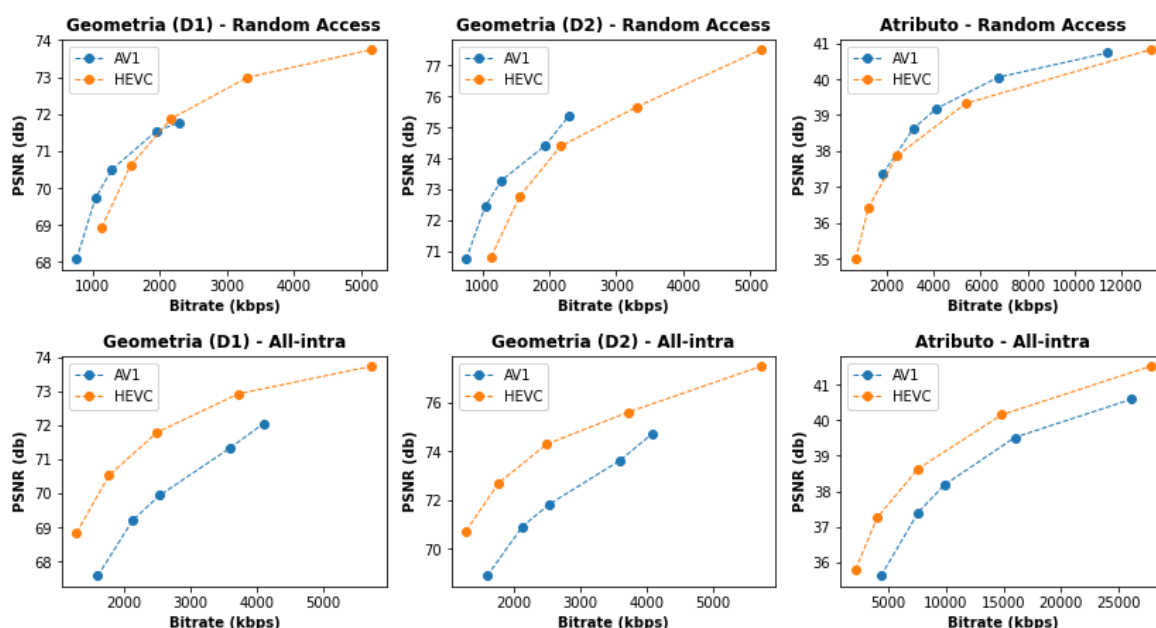 Geometria (D1) - Random Access
74
73
72
71
70
69
68
PSNR (db)
AV1
HEVC
1000 2000 3000 4000 5000
Bitrate (kbps)
Geometria (D2) - Random Access
77
76
75
74
73
72
71
PSNR (db)
AV1
HEVC
1000 2000 3000 4000 5000
Bitrate (kbps)
Atributo - Random Access
41
40
39
38
37
36
35
PSNR (db)
AV1
HEVC
2000 4000 6000 8000 10000 12000
Bitrate (kbps)
Geometria (D1) - All-intra
74
73
72
71
70
69
68
PSNR (db)
AV1
HEVC
2000 3000 4000 5000
Bitrate (kbps)
Geometria (D2) - All-intra
76
74
72
70
PSNR (db)
AV1
HEVC
2000 3000 4000 5000
Bitrate (kbps)
Atributo - All-intra
41
40
39
38
37
36
PSNR (db)
AV1
HEVC
5000 10000 15000 20000 25000
Bitrate (kbps)